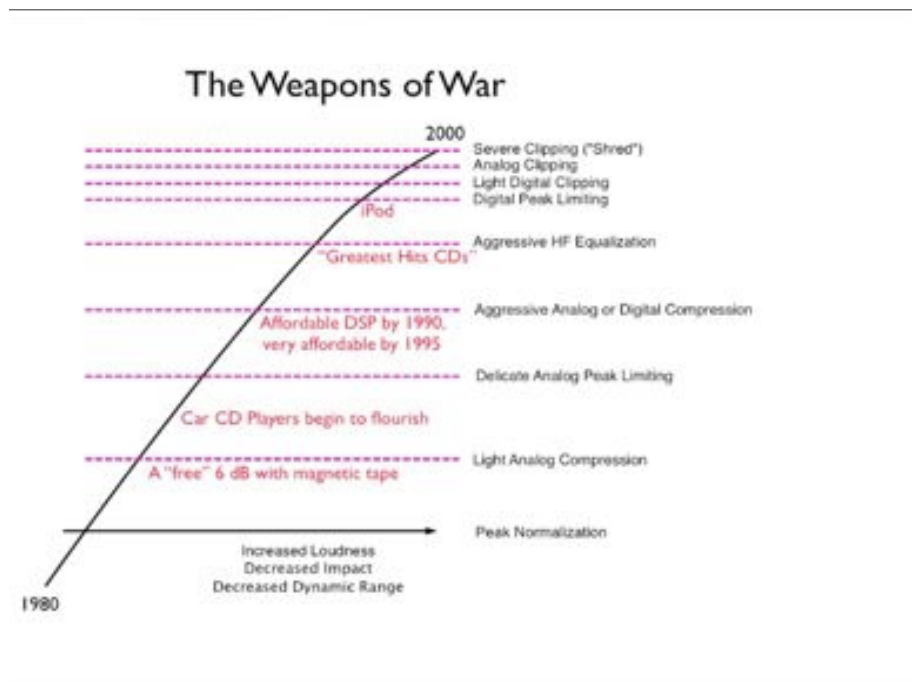 The Weapons of War
2000
Severe Clipping ("Shred")
Analog Clipping
Light Digital Clipping
Digital Peak Limiting
iPod
Aggressive HF Equalization
"Greatest Hits CDs"
Aggressive Analog or Digital Compression
Affordable DSP by 1990,
very affordable by 1995
Delicate Analog Peak Limiting
Car CD Players begin to flourish
Light Analog Compression
A "free" 6 dB with magnetic tape
Peak Normalization
Increased Loudness
Decreased Impact
Decreased Dynamic Range
1980